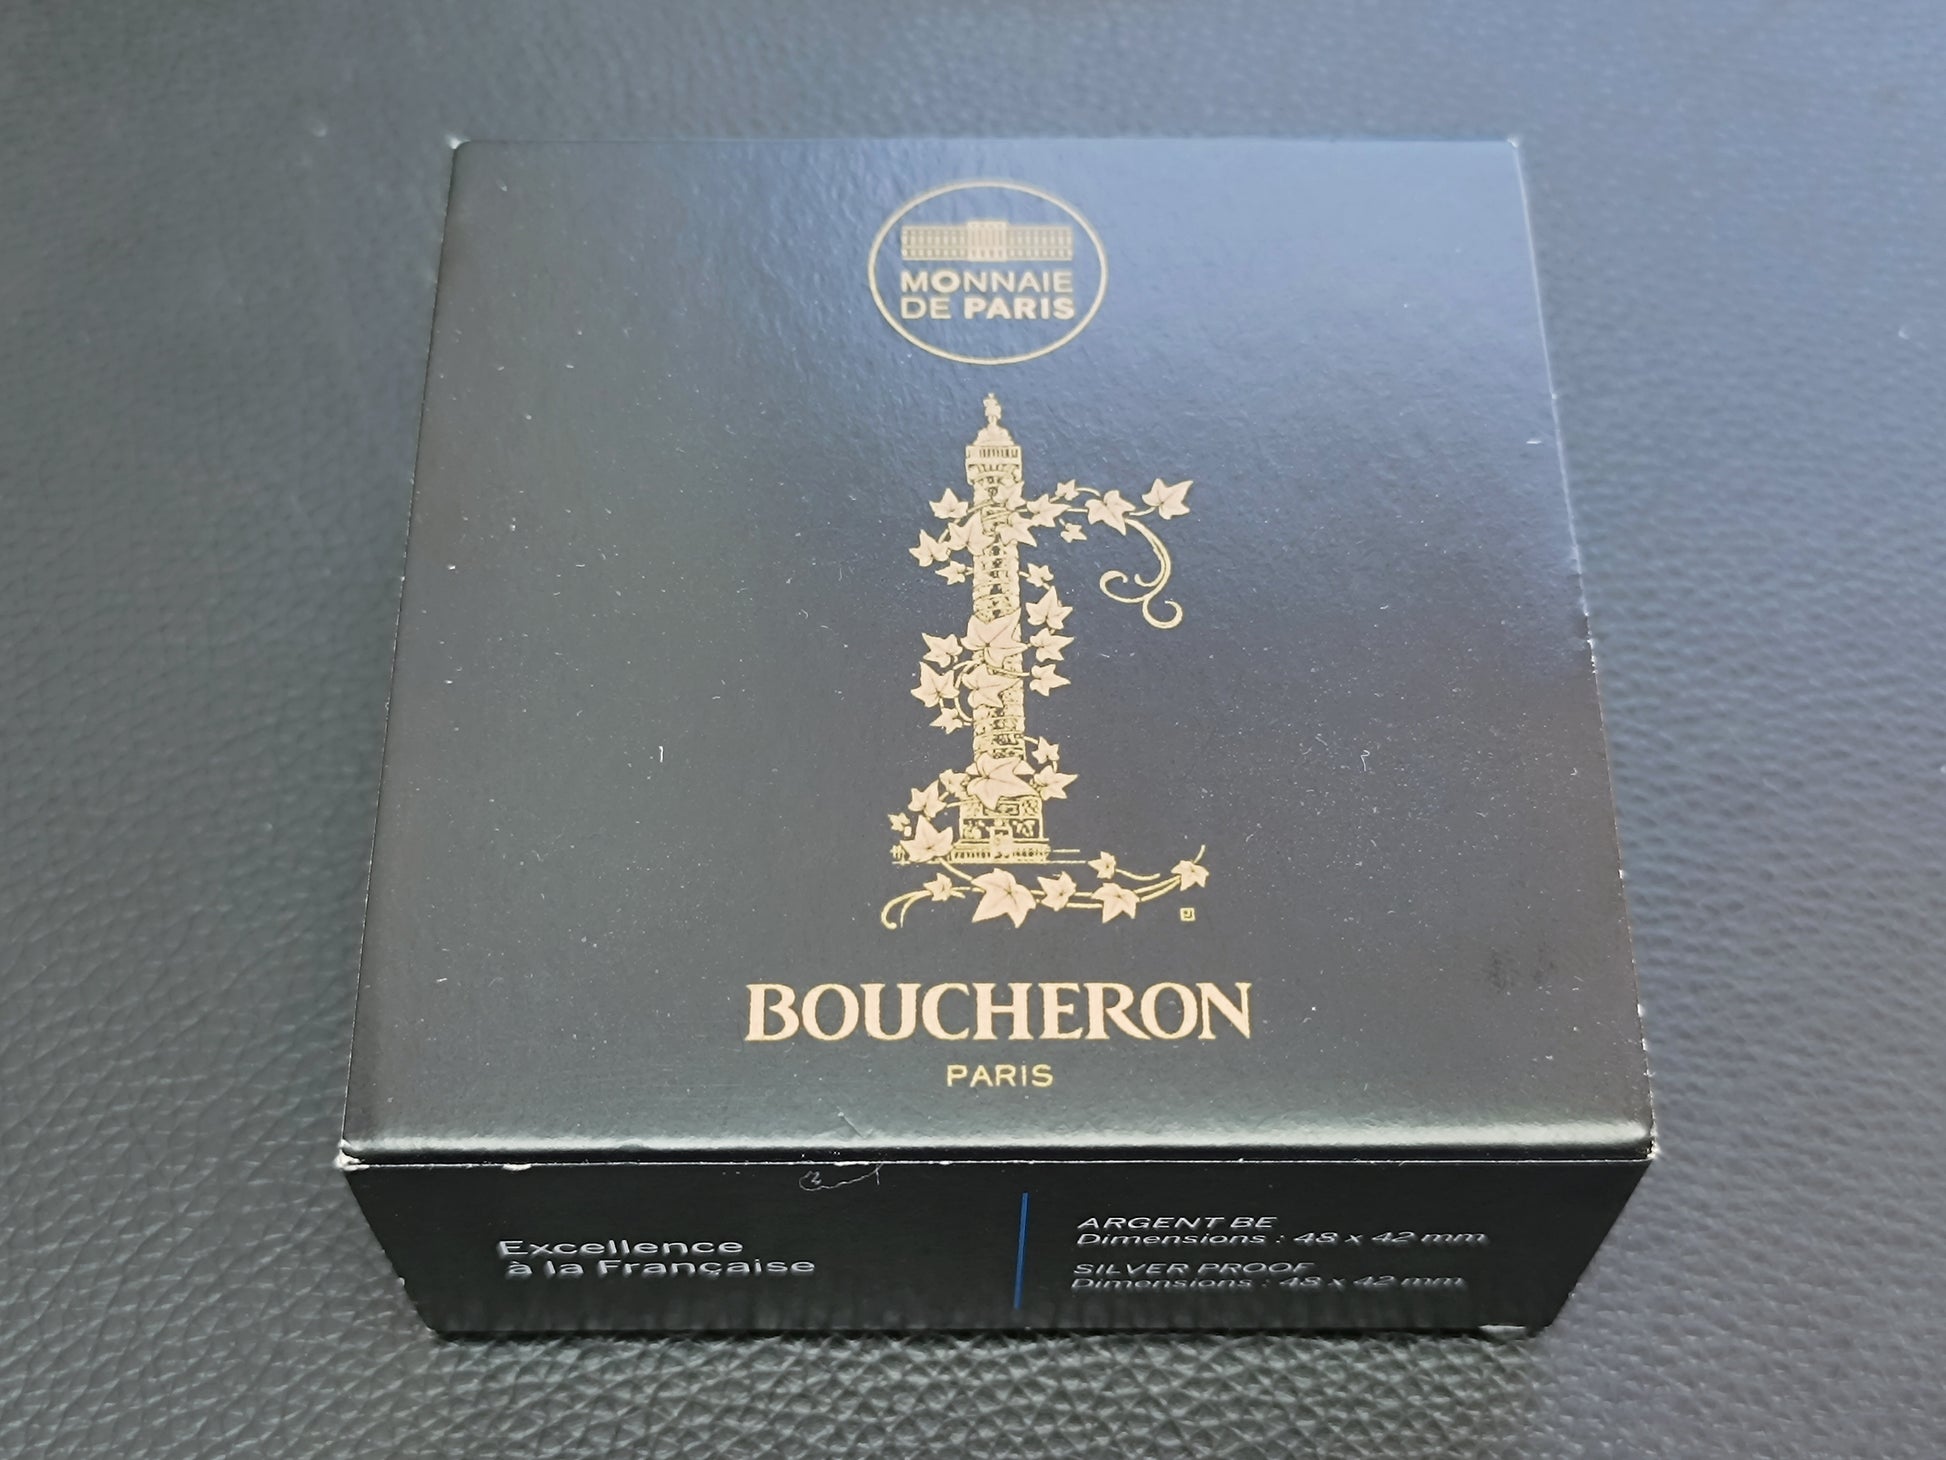 MONNAIE
DE PARIS
BOUCHERON
PARIS
Excellence
à la Française
ARGENT BE
Dimensions : 48 x 42 mm
SILVER PROOF
Dimensions : 48 x 42 mm